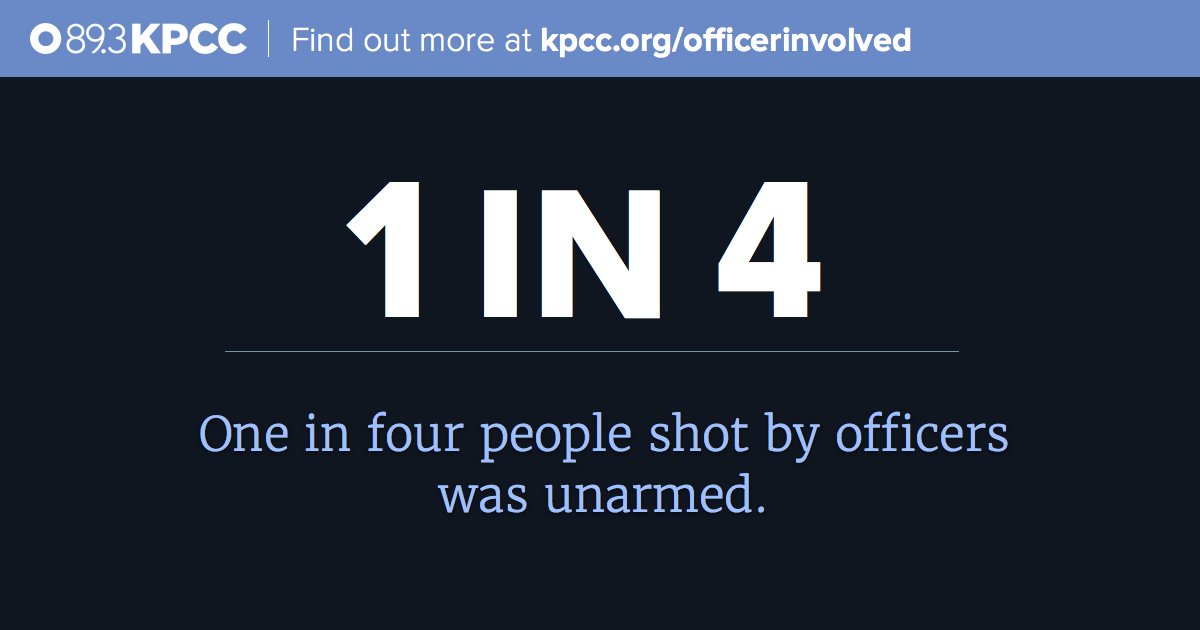 89.3 KPCC Find out more at kpcc.org/officerinvolved
1 IN 4
One in four people shot by officers
was unarmed.